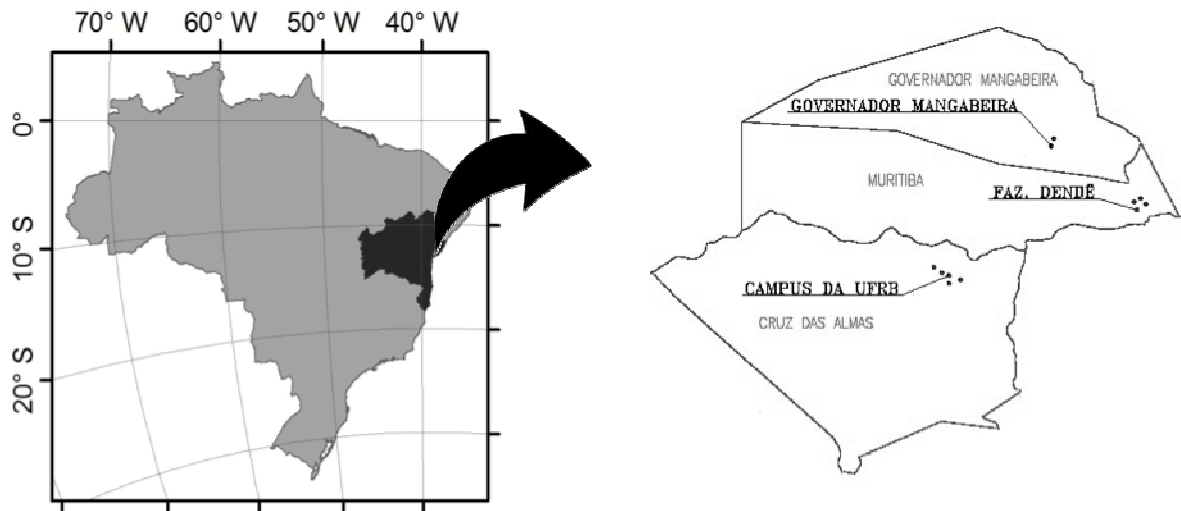 70° W 60° W 50° W 40° W
0°
10° S
20° S
GOVERNADOR MANGABEIRA
GOVERNADOR MANGABEIRA
MURITIBA
FAZ. DENDÊ
CAMPUS DA UFRB
CRUZ DAS ALMAS